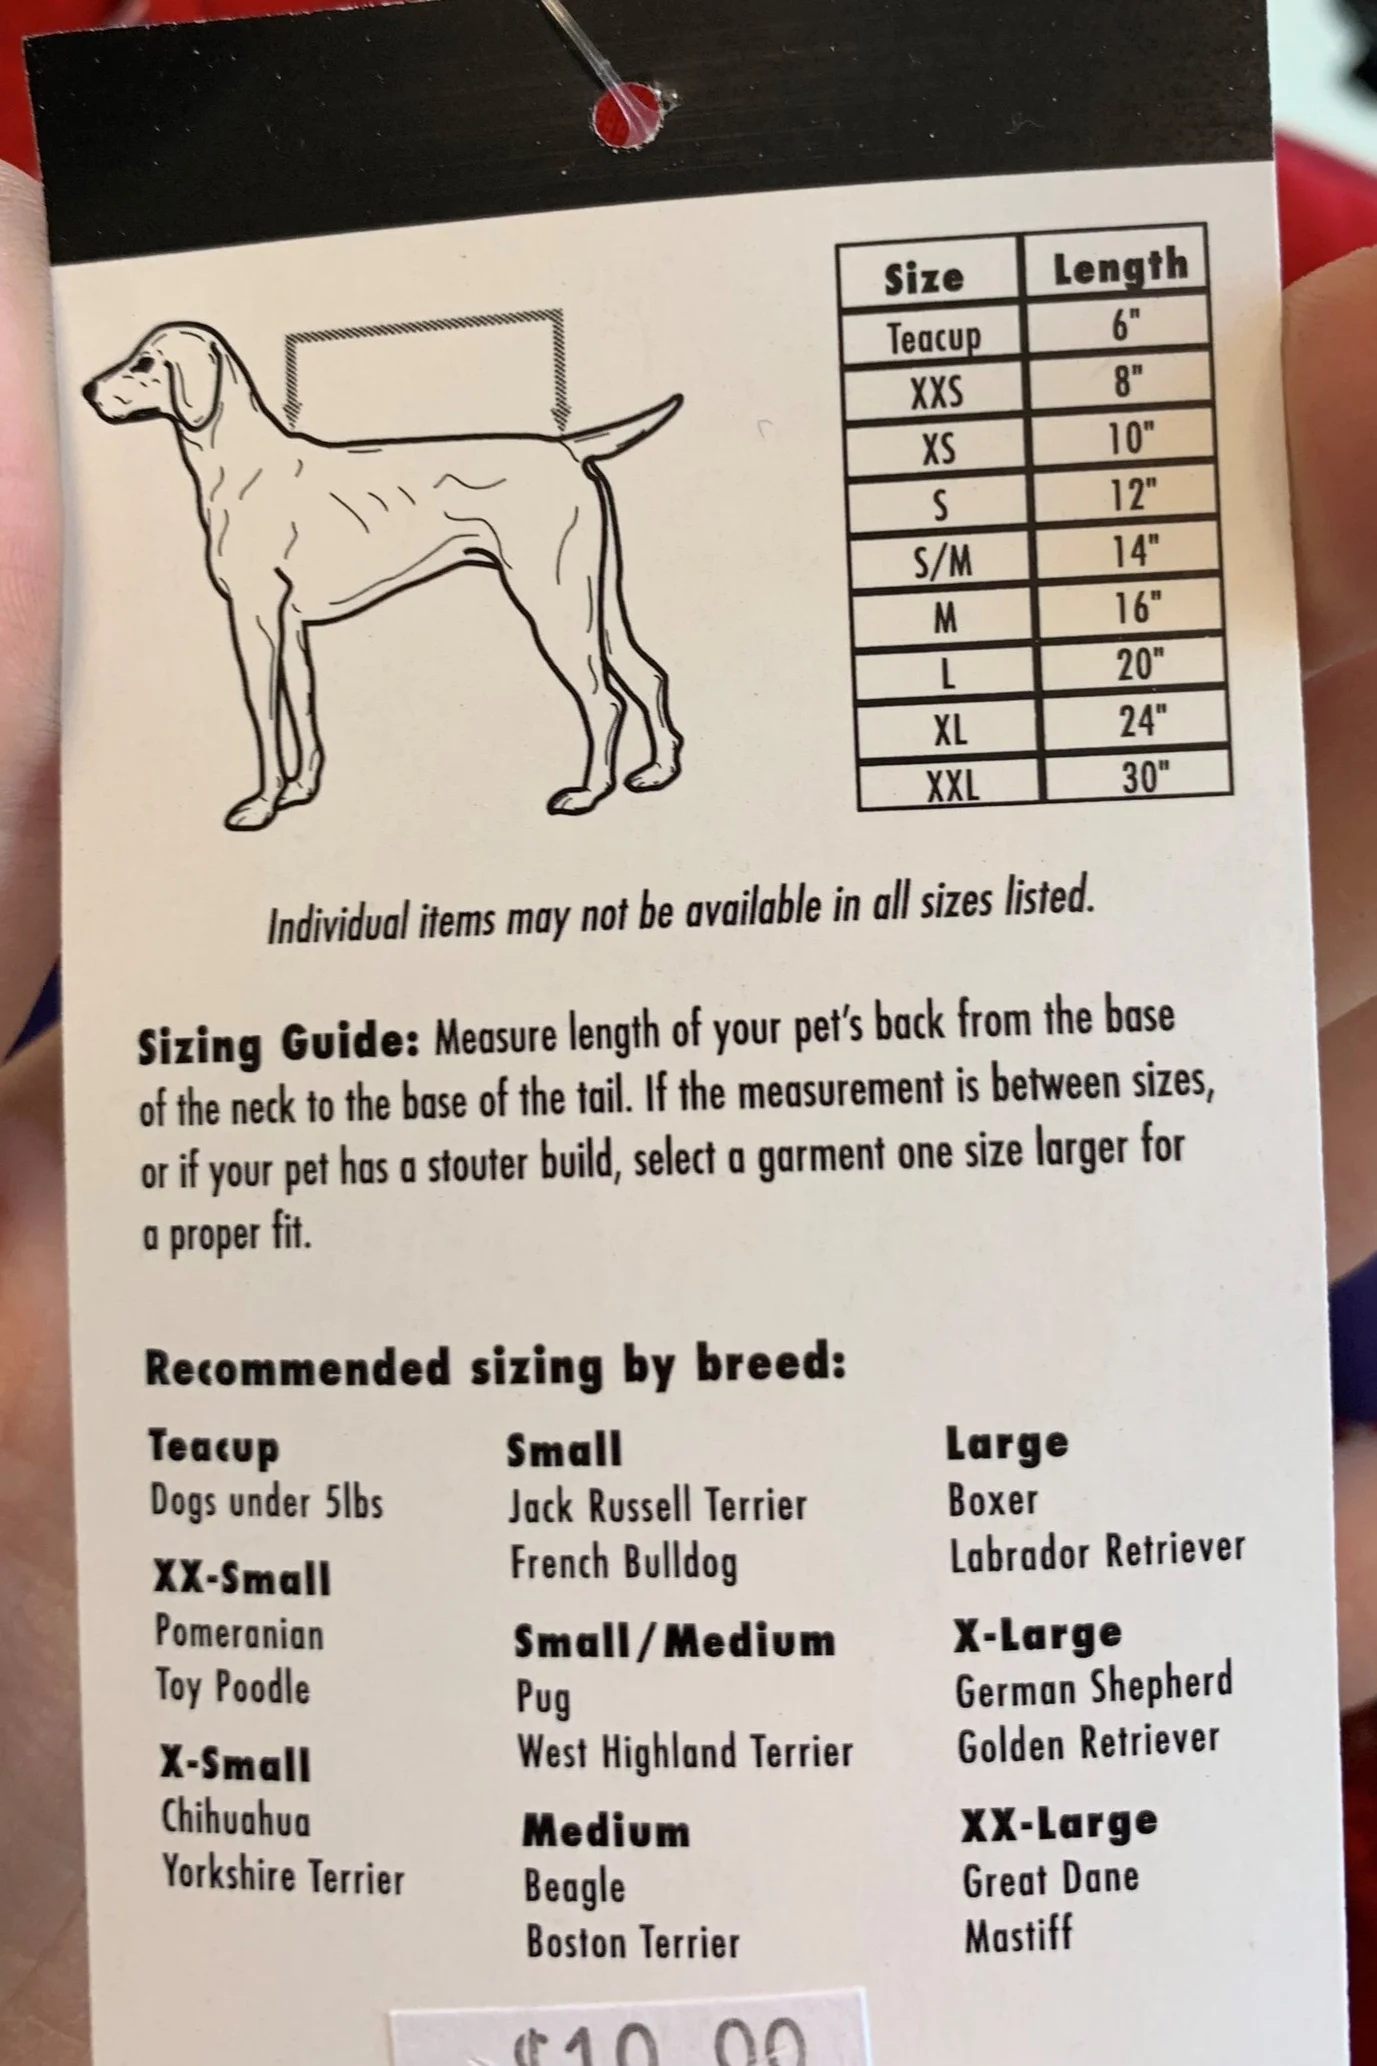 Size Length
Teacup 6"
XXS 8"
XS 10"
S 12"
S/M 14"
M 16"
L 20"
XL 24"
XXL 30"
Individual items may not be available in all sizes listed.
Sizing Guide: Measure length of your pet's back from the base
of the neck to the base of the tail. If the measurement is between sizes,
or if your pet has a stouter build, select a garment one size larger for
a proper fit.
Recommended sizing by breed:
Teacup
Dogs under 5lbs
XX-Small
Pomeranian
Toy Poodle
X-Small
Chihuahua
Yorkshire Terrier
Small
Jack Russell Terrier
French Bulldog
Small/Medium
Pug
West Highland Terrier
Medium
Beagle
Boston Terrier
Large
Boxer
Labrador Retriever
X-Large
German Shepherd
Golden Retriever
XX-Large
Great Dane
Mastiff
$10.00